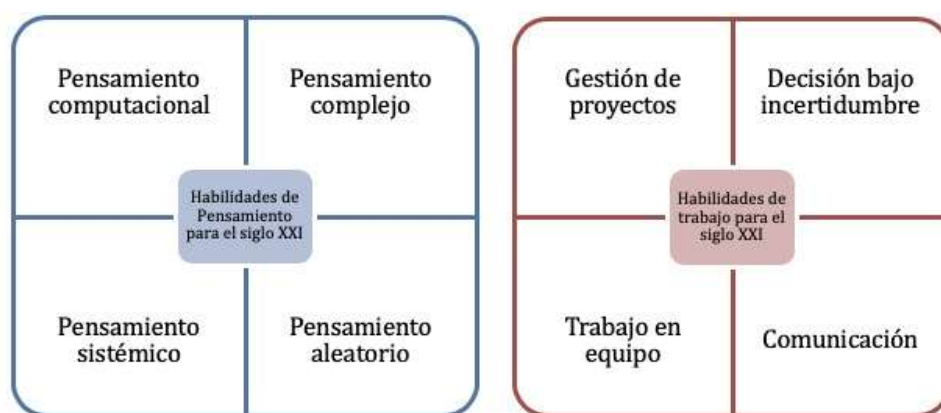 Pensamiento
computacional
Pensamiento
complejo
Habilidades de
Pensamiento
para el siglo XXI
Pensamiento
sistémico
Pensamiento
aleatorio
Gestión de
proyectos
Decisión bajo
incertidumbre
Habilidades de
trabajo para el
siglo XXI
Trabajo en
equipo
Comunicación